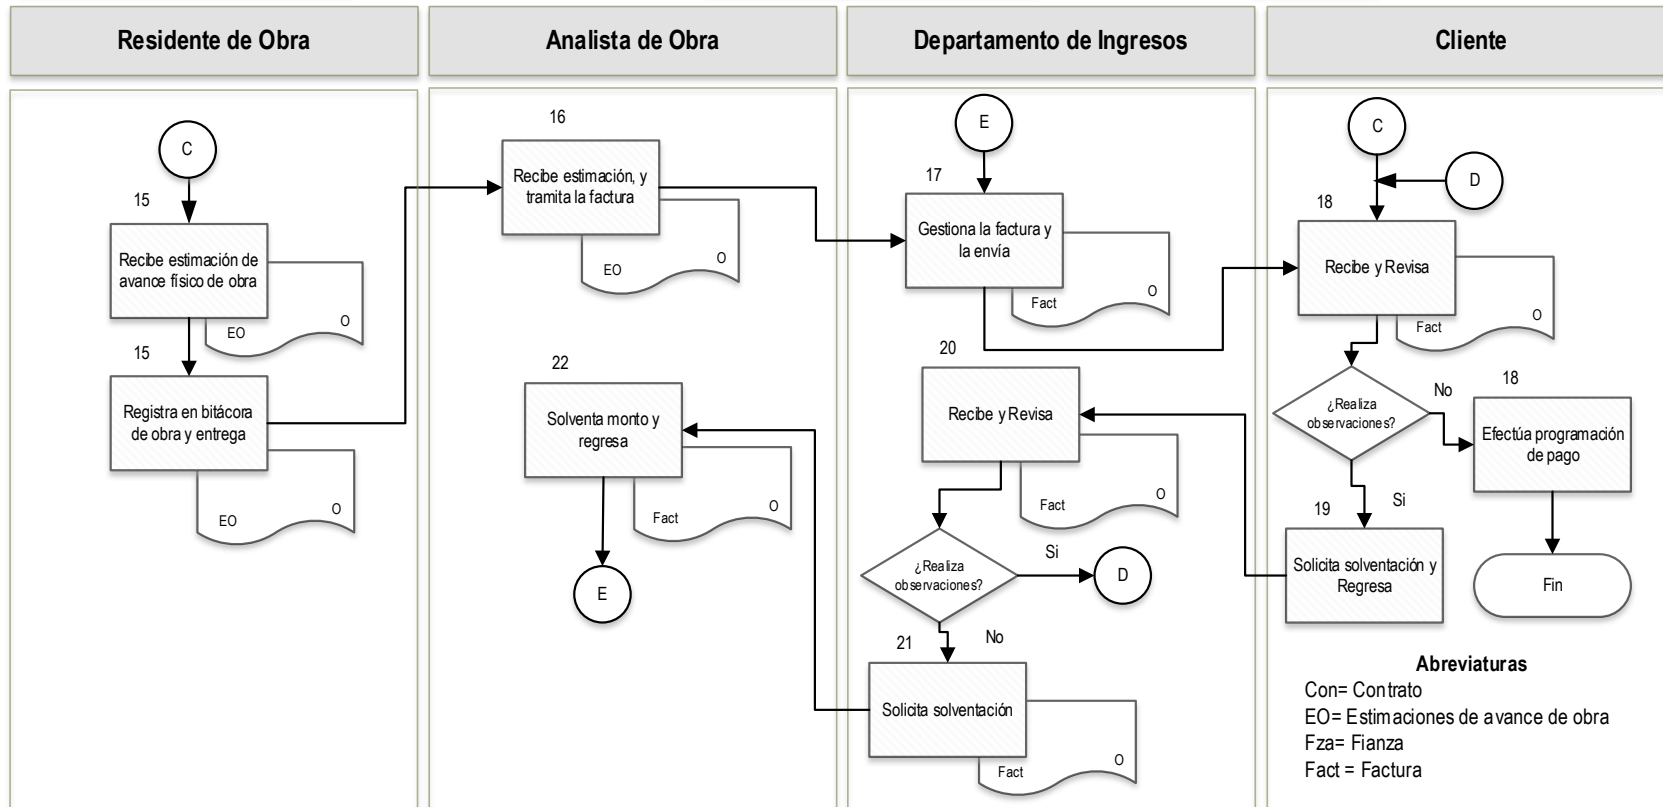 Residente de Obra
Analista de Obra
Departamento de Ingresos
Cliente
C
15
Recibe estimación de
avance físico de obra
EO
O
15
Registra en bitácora
de obra y entrega
EO
O
16
Recibe estimación, y
tramita la factura
EO
O
22
Solventa monto y
regresa
Fact
O
E
E
17
Gestiona la factura y
la envía
Fact
O
20
Recibe y Revisa
Fact
O
¿Realiza
observaciones?
Si
D
No
21
Solicita solventación
Fact
O
C
D
18
Recibe y Revisa
Fact
O
¿Realiza
observaciones?
No
18
Efectúa programación
de pago
Si
19
Solicita solventación y
Regresa
Fin
Abreviaturas
Con= Contrato
EO= Estimaciones de avance de obra
Fza= Fianza
Fact = Factura